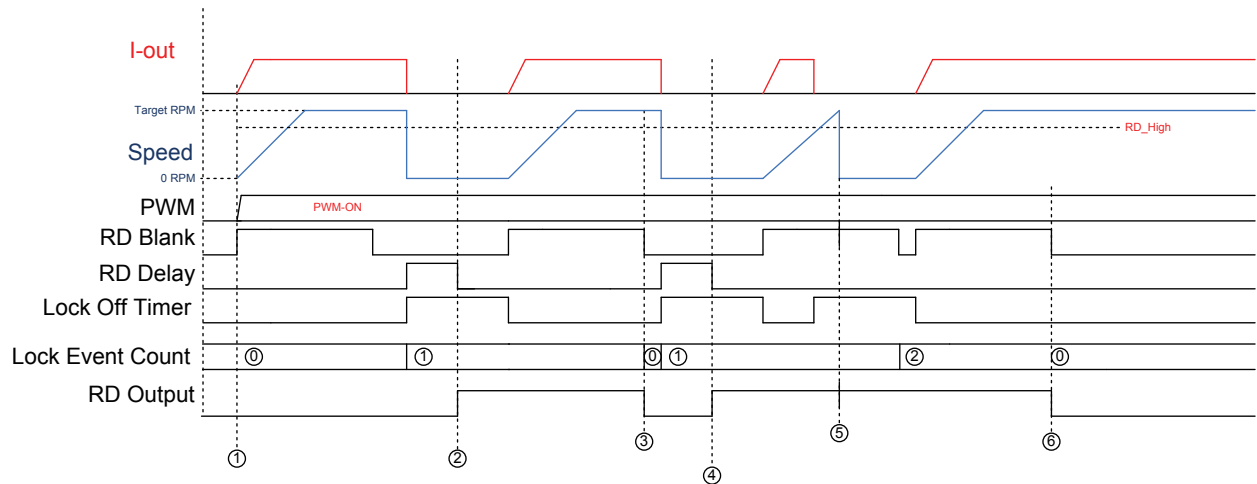 I-out
Target RPM
RD_High
Speed
0 RPM
PWM
PWM-ON
RD Blank
RD Delay
Lock Off Timer
Lock Event Count
⓪ ① ⓪ ① ② ⓪
RD Output
① ② ③ ④ ⑤ ⑥